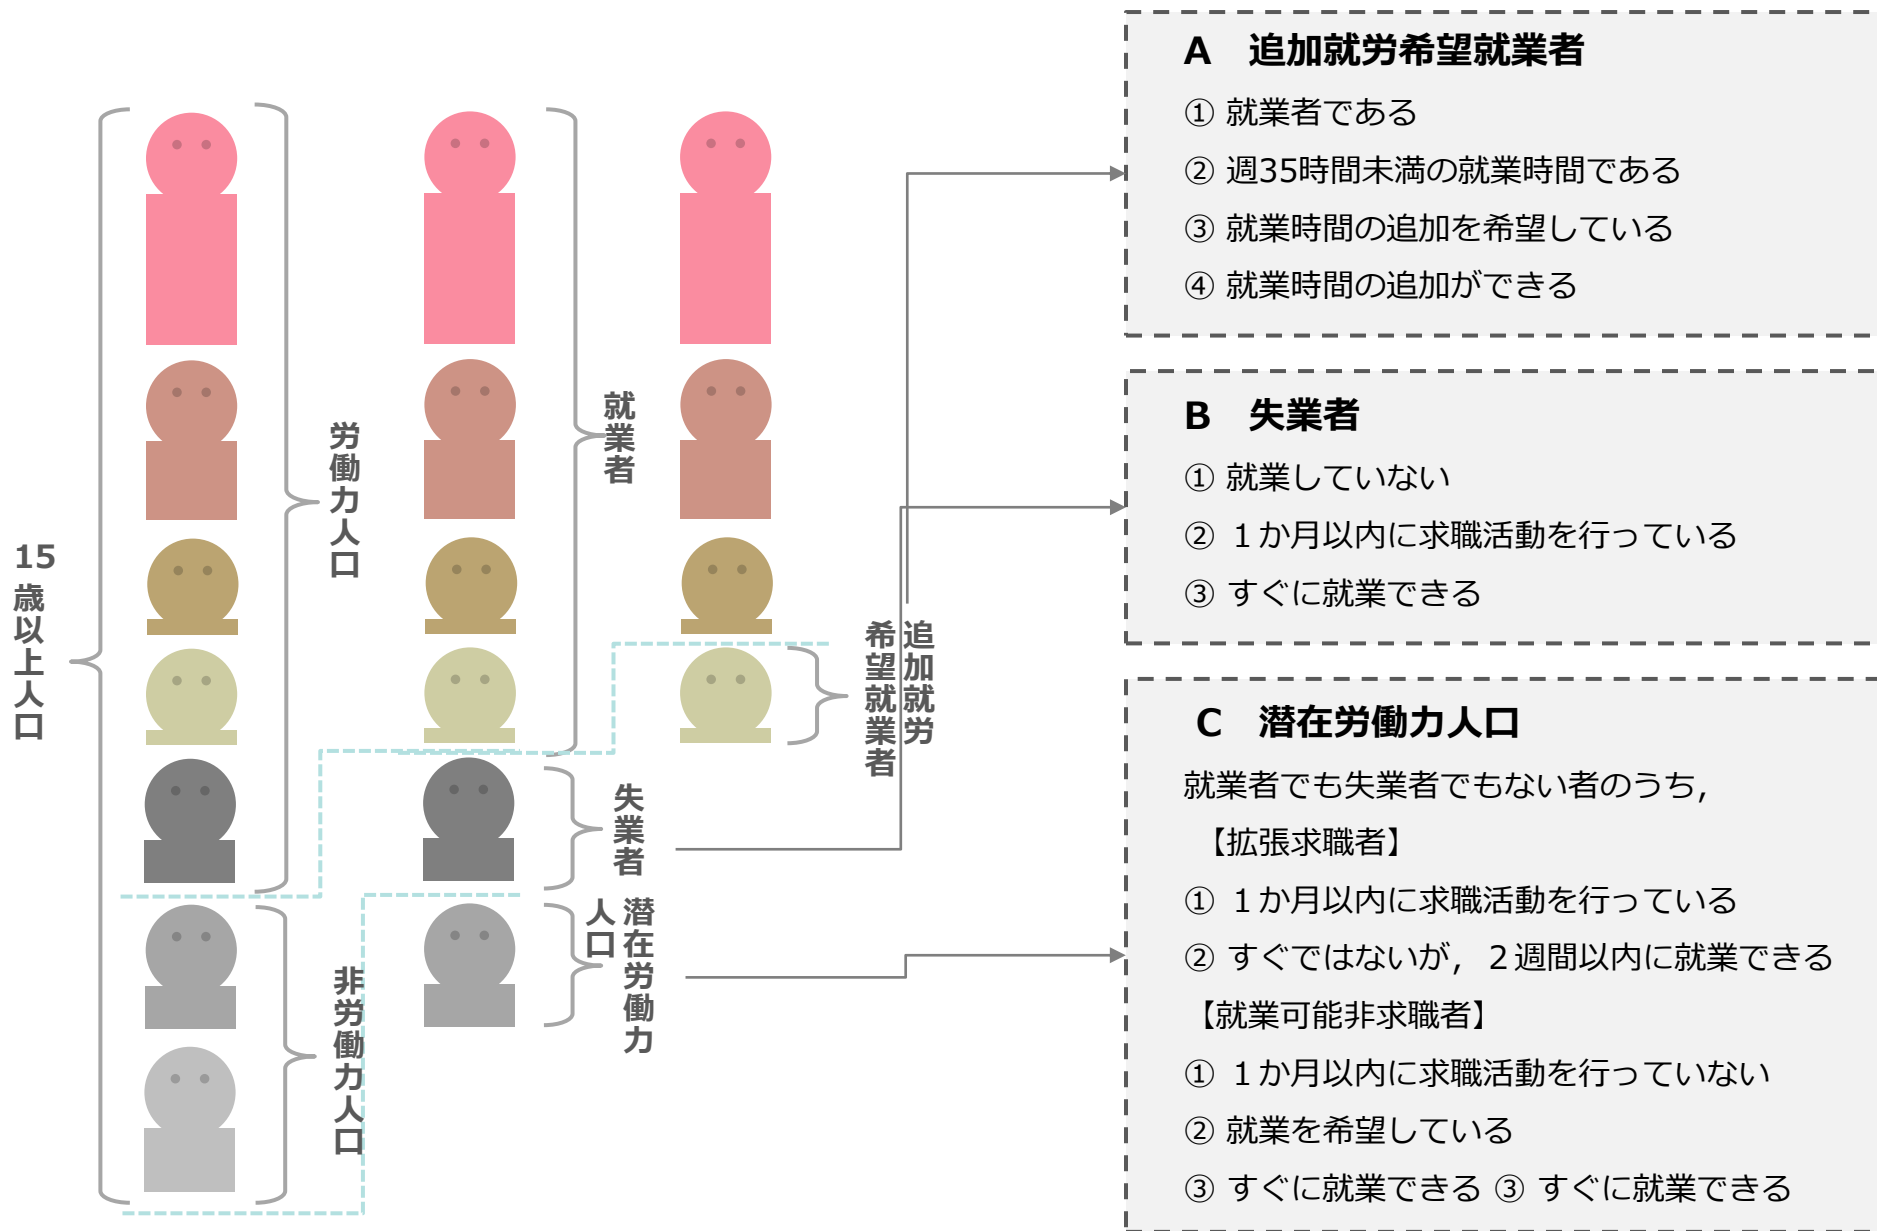 15歳以上人口
労働力人口
非労働力人口
就業者
失業者
潜在労働力
人口
追加就労
希望就業者
A　追加就労希望就業者
① 就業者である
② 週35時間未満の就業時間である
③ 就業時間の追加を希望している
④ 就業時間の追加ができる
B　失業者
① 就業していない
② １か月以内に求職活動を行っている
③ すぐに就業できる
C　潜在労働力人口
就業者でも失業者でもない者のうち，
【拡張求職者】
① １か月以内に求職活動を行っている
② すぐではないが，２週間以内に就業できる
【就業可能非求職者】
① １か月以内に求職活動を行っていない
② 就業を希望している
③ すぐに就業できる ③ すぐに就業できる